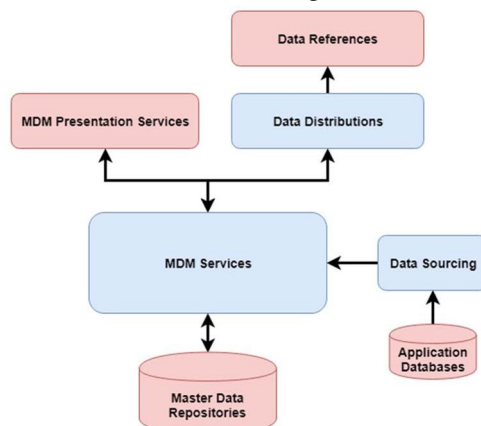 Data References
MDM Presentation Services
Data Distributions
MDM Services
Data Sourcing
Application
Databases
Master Data
Repositories